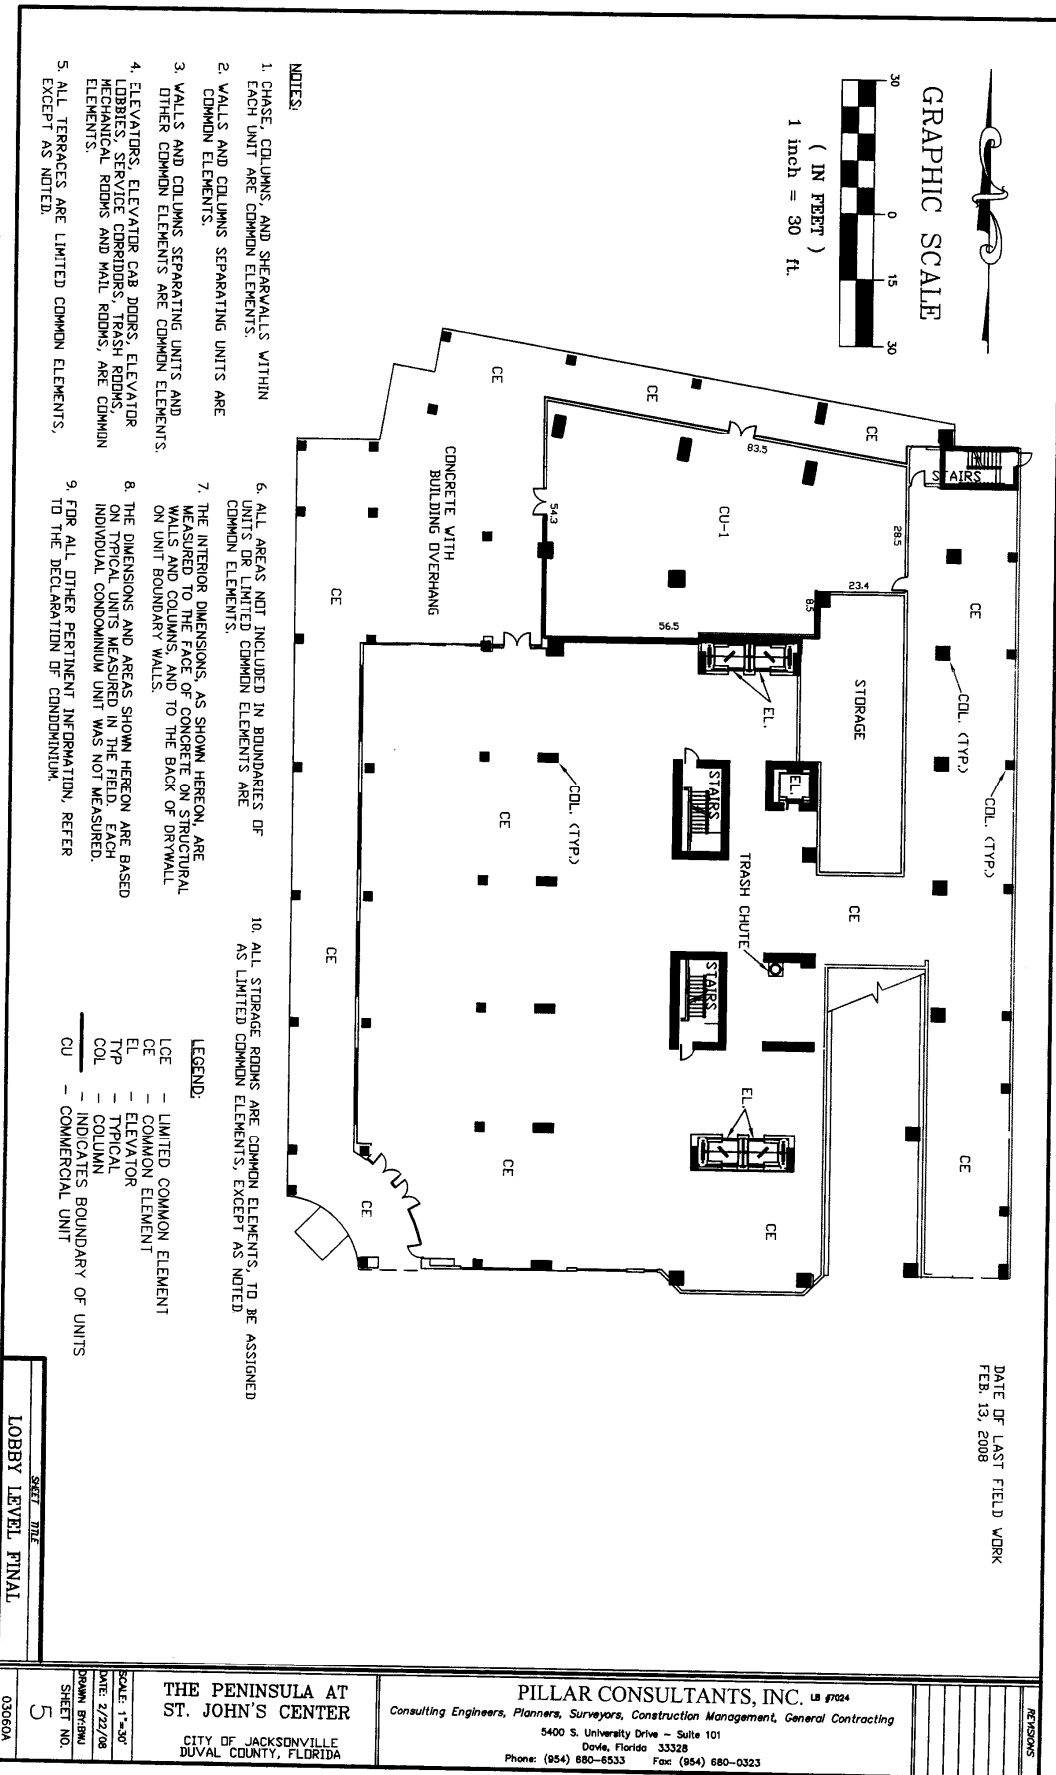 GRAPHIC SCALE
30 0 15 30
( IN FEET )
1 inch = 30 ft.
NOTES:
1. CHASE, COLUMNS, AND SHEARWALLS WITHIN
EACH UNIT ARE COMMON ELEMENTS.
2. WALLS AND COLUMNS SEPARATING UNITS ARE
COMMON ELEMENTS.
3. WALLS AND COLUMNS SEPARATING UNITS AND
OTHER COMMON ELEMENTS ARE COMMON ELEMENTS.
4. ELEVATORS, ELEVATOR CAB DOORS, ELEVATOR
LOBBIES, SERVICE CORRIDORS, TRASH ROOMS,
MECHANICAL ROOMS AND MAIL ROOMS, ARE COMMON
ELEMENTS.
5. ALL TERRACES ARE LIMITED COMMON ELEMENTS,
EXCEPT AS NOTED.
6. ALL AREAS NOT INCLUDED IN BOUNDARIES OF
UNITS OR LIMITED COMMON ELEMENTS ARE
COMMON ELEMENTS.
7. THE INTERIOR DIMENSIONS, AS SHOWN HEREON, ARE
MEASURED TO THE FACE OF CONCRETE ON STRUCTURAL
WALLS AND COLUMNS, AND TO THE BACK OF DRYWALL
ON UNIT BOUNDARY WALLS.
8. THE DIMENSIONS AND AREAS SHOWN HEREON ARE BASED
ON TYPICAL UNITS MEASURED IN THE FIELD. EACH
INDIVIDUAL CONDOMINIUM UNIT WAS NOT MEASURED.
9. FOR ALL OTHER PERTINENT INFORMATION, REFER
TO THE DECLARATION OF CONDOMINIUM.
10. ALL STORAGE ROOMS ARE COMMON ELEMENTS, TO BE ASSIGNED
AS LIMITED COMMON ELEMENTS, EXCEPT AS NOTED
LEGEND:
LCE - LIMITED COMMON ELEMENT
CE - COMMON ELEMENT
EL - ELEVATOR
TYP - TYPICAL
COL - COLUMN
- INDICATES BOUNDARY OF UNITS
CU - COMMERCIAL UNIT
CE
CE
CE
STAIRS
83.5
CU-1
54.3
28.5
23.4
8.5
56.5
CONCRETE WITH
BUILDING OVERHANG
CE
CE
COL. (TYP.)
COL. (TYP.)
STORAGE
EL.
EL.
STAIRS
COL. (TYP.)
CE
TRASH CHUTE
CE
CE
STAIRS
EL.
CE
CE
CE
CE
DATE OF LAST FIELD WORK
FEB. 13, 2008
REVISIONS
PILLAR CONSULTANTS, INC. LB #7024
Consulting Engineers, Planners, Surveyors, Construction Management, General Contracting
5400 S. University Drive - Suite 101
Davie, Florida 33328
Phone: (954) 680-6533 Fax: (954) 680-0323
THE PENINSULA AT
ST. JOHN'S CENTER
CITY OF JACKSONVILLE
DUVAL COUNTY, FLORIDA
SCALE: 1"=30'
DATE: 2/22/08
DRAWN BY:BWJ
SHEET NO.
5
03060A
SHEET TITLE
LOBBY LEVEL FINAL